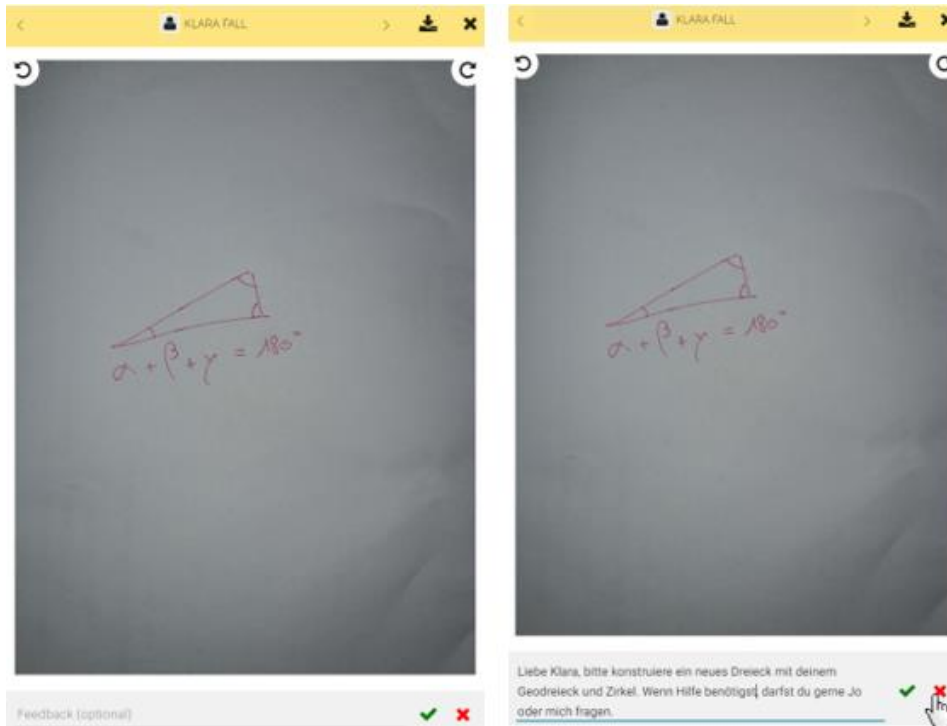 KLARA FALL
α + β + γ = 180°
Feedback (optional)
KLARA FALL
α + β + γ = 180°
Liebe Klara, bitte konstruiere ein neues Dreieck mit deinem
Geodreieck und Zirkel. Wenn Hilfe benötigst, darfst du gerne Jo
oder mich fragen.